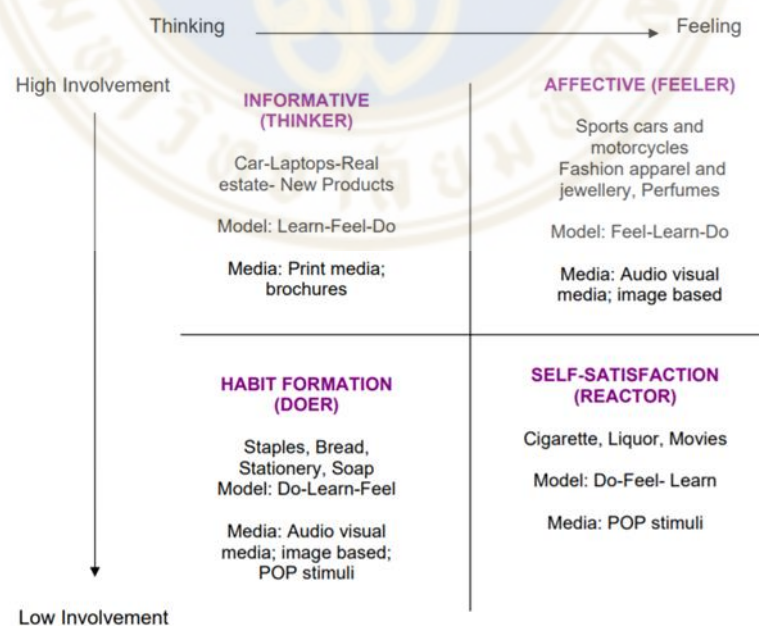 Thinking
Feeling
High Involvement
INFORMATIVE
(THINKER)
Car-Laptops-Real
estate- New Products
Model: Learn-Feel-Do
Media: Print media;
brochures
AFFECTIVE (FEELER)
Sports cars and
motorcycles
Fashion apparel and
jewellery, Perfumes
Model: Feel-Learn-Do
Media: Audio visual
media; image based
HABIT FORMATION
(DOER)
Staples, Bread,
Stationery, Soap
Model: Do-Learn-Feel
Media: Audio visual
media; image based;
POP stimuli
SELF-SATISFACTION
(REACTOR)
Cigarette, Liquor, Movies
Model: Do-Feel- Learn
Media: POP stimuli
Low Involvement